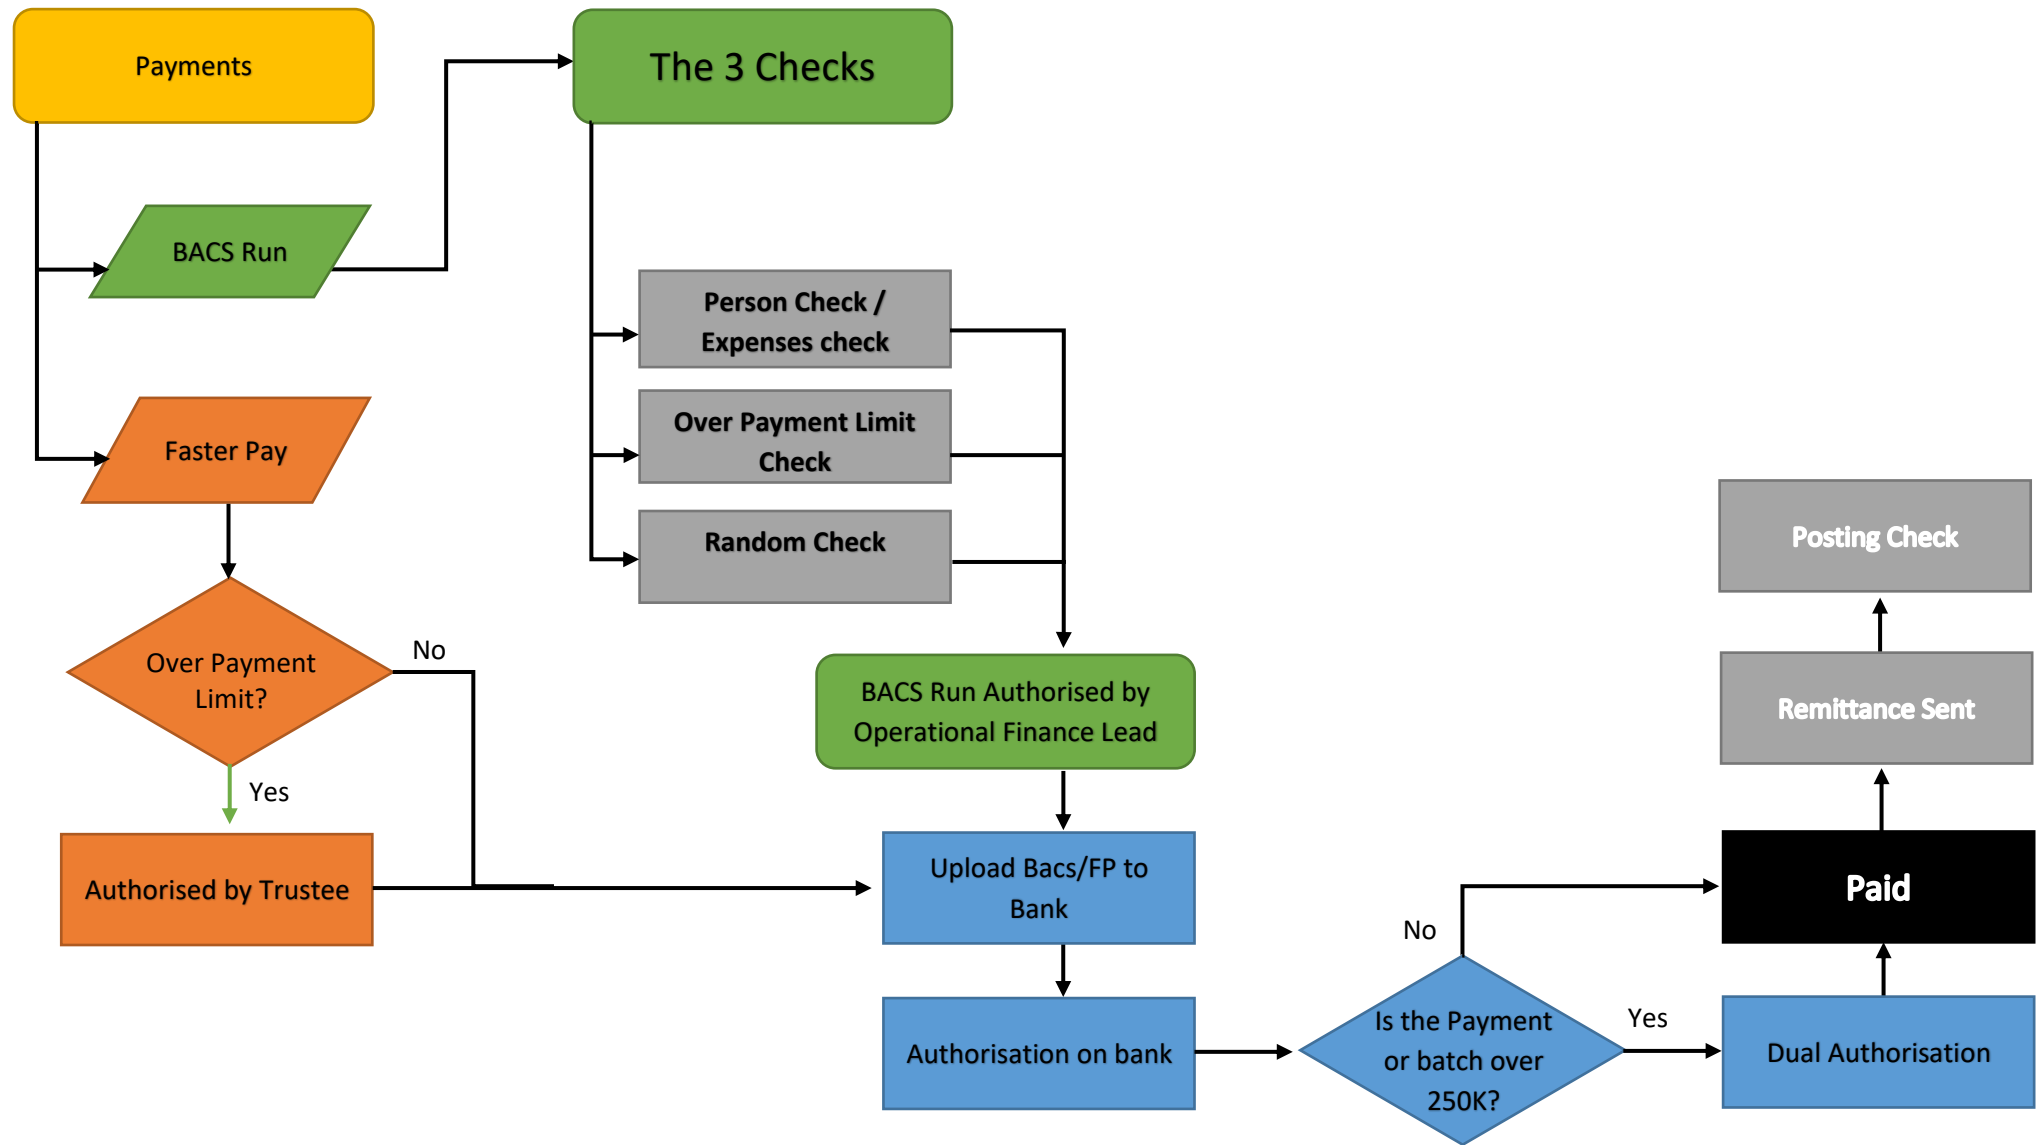 Payments
The 3 Checks
BACS Run
Person Check /
Expenses check
Over Payment Limit
Check
Faster Pay
Random Check
Posting Check
No
Over Payment
Limit?
BACS Run Authorised by
Operational Finance Lead
Remittance Sent
Yes
Authorised by Trustee
Upload Bacs/FP to
Bank
Paid
No
Authorisation on bank
Is the Payment
or batch over
250K?
Yes
Dual Authorisation